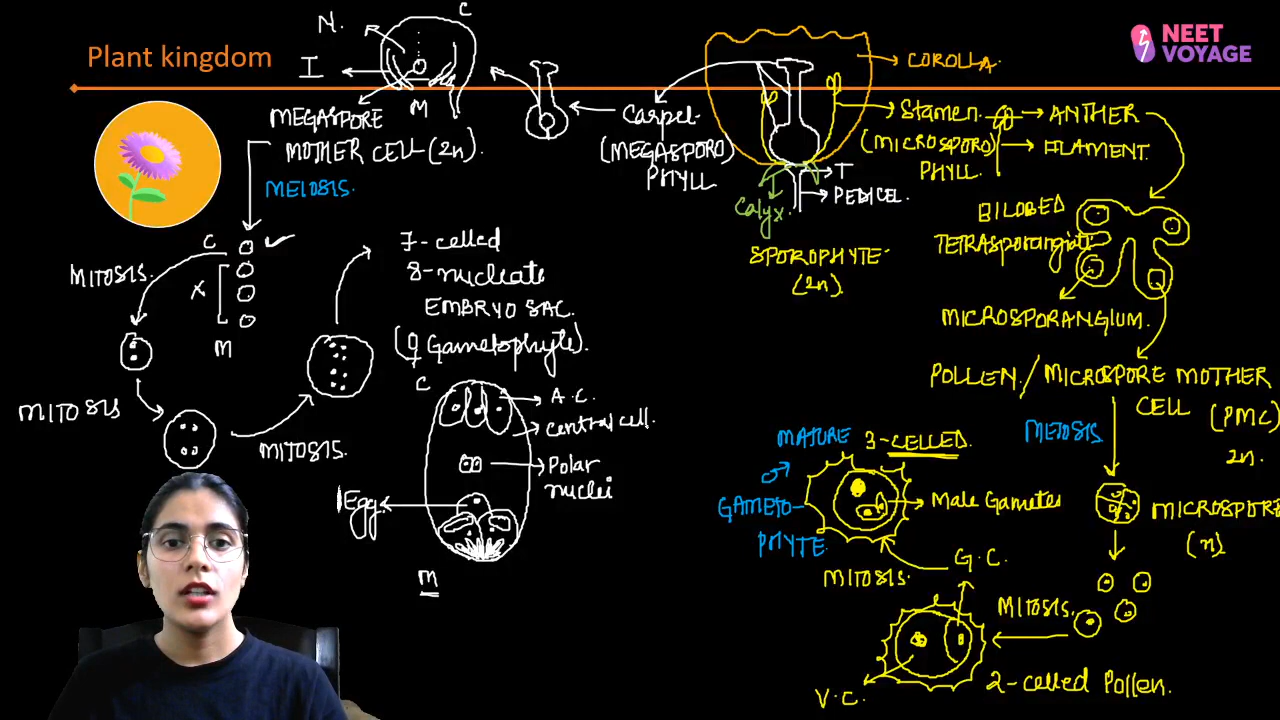 Plant kingdom
NEET
VOYAGE
N.
C
I
M
MEGASPORE
MOTHER CELL-(2n).
MEIOSIS.
Carpel-
(MEGASPORO)
PHYLL
COROLLA.
Stamen
(MICROSPORO)
PHYLL.
ANTHER
FILAMENT.
T
PEDICEL.
Calyx.
SPOROPHYTE-
(2n)
BILOBED
TETRASporangiate
MICROSPORANGIUM.
POLLEN/MICROSPORE MOTHER
CELL (PMC)
2n.
MEIOSIS
MICROSPORE
(n)
MITOSIS.
2-celled Pollen.
V.C.
G.C.
MITOSIS.
MATURE 3-CELLED.
♂
GAMETO-
PHYTE.
Male Gametes
C
X
M
MITOSIS.
MITOSIS
MITOSIS.
7-celled
8-nucleate
EMBRYO SAC.
(♀ Gametophyte).
C
A.C.
central cell.
Polar
nuclei
Egg
m